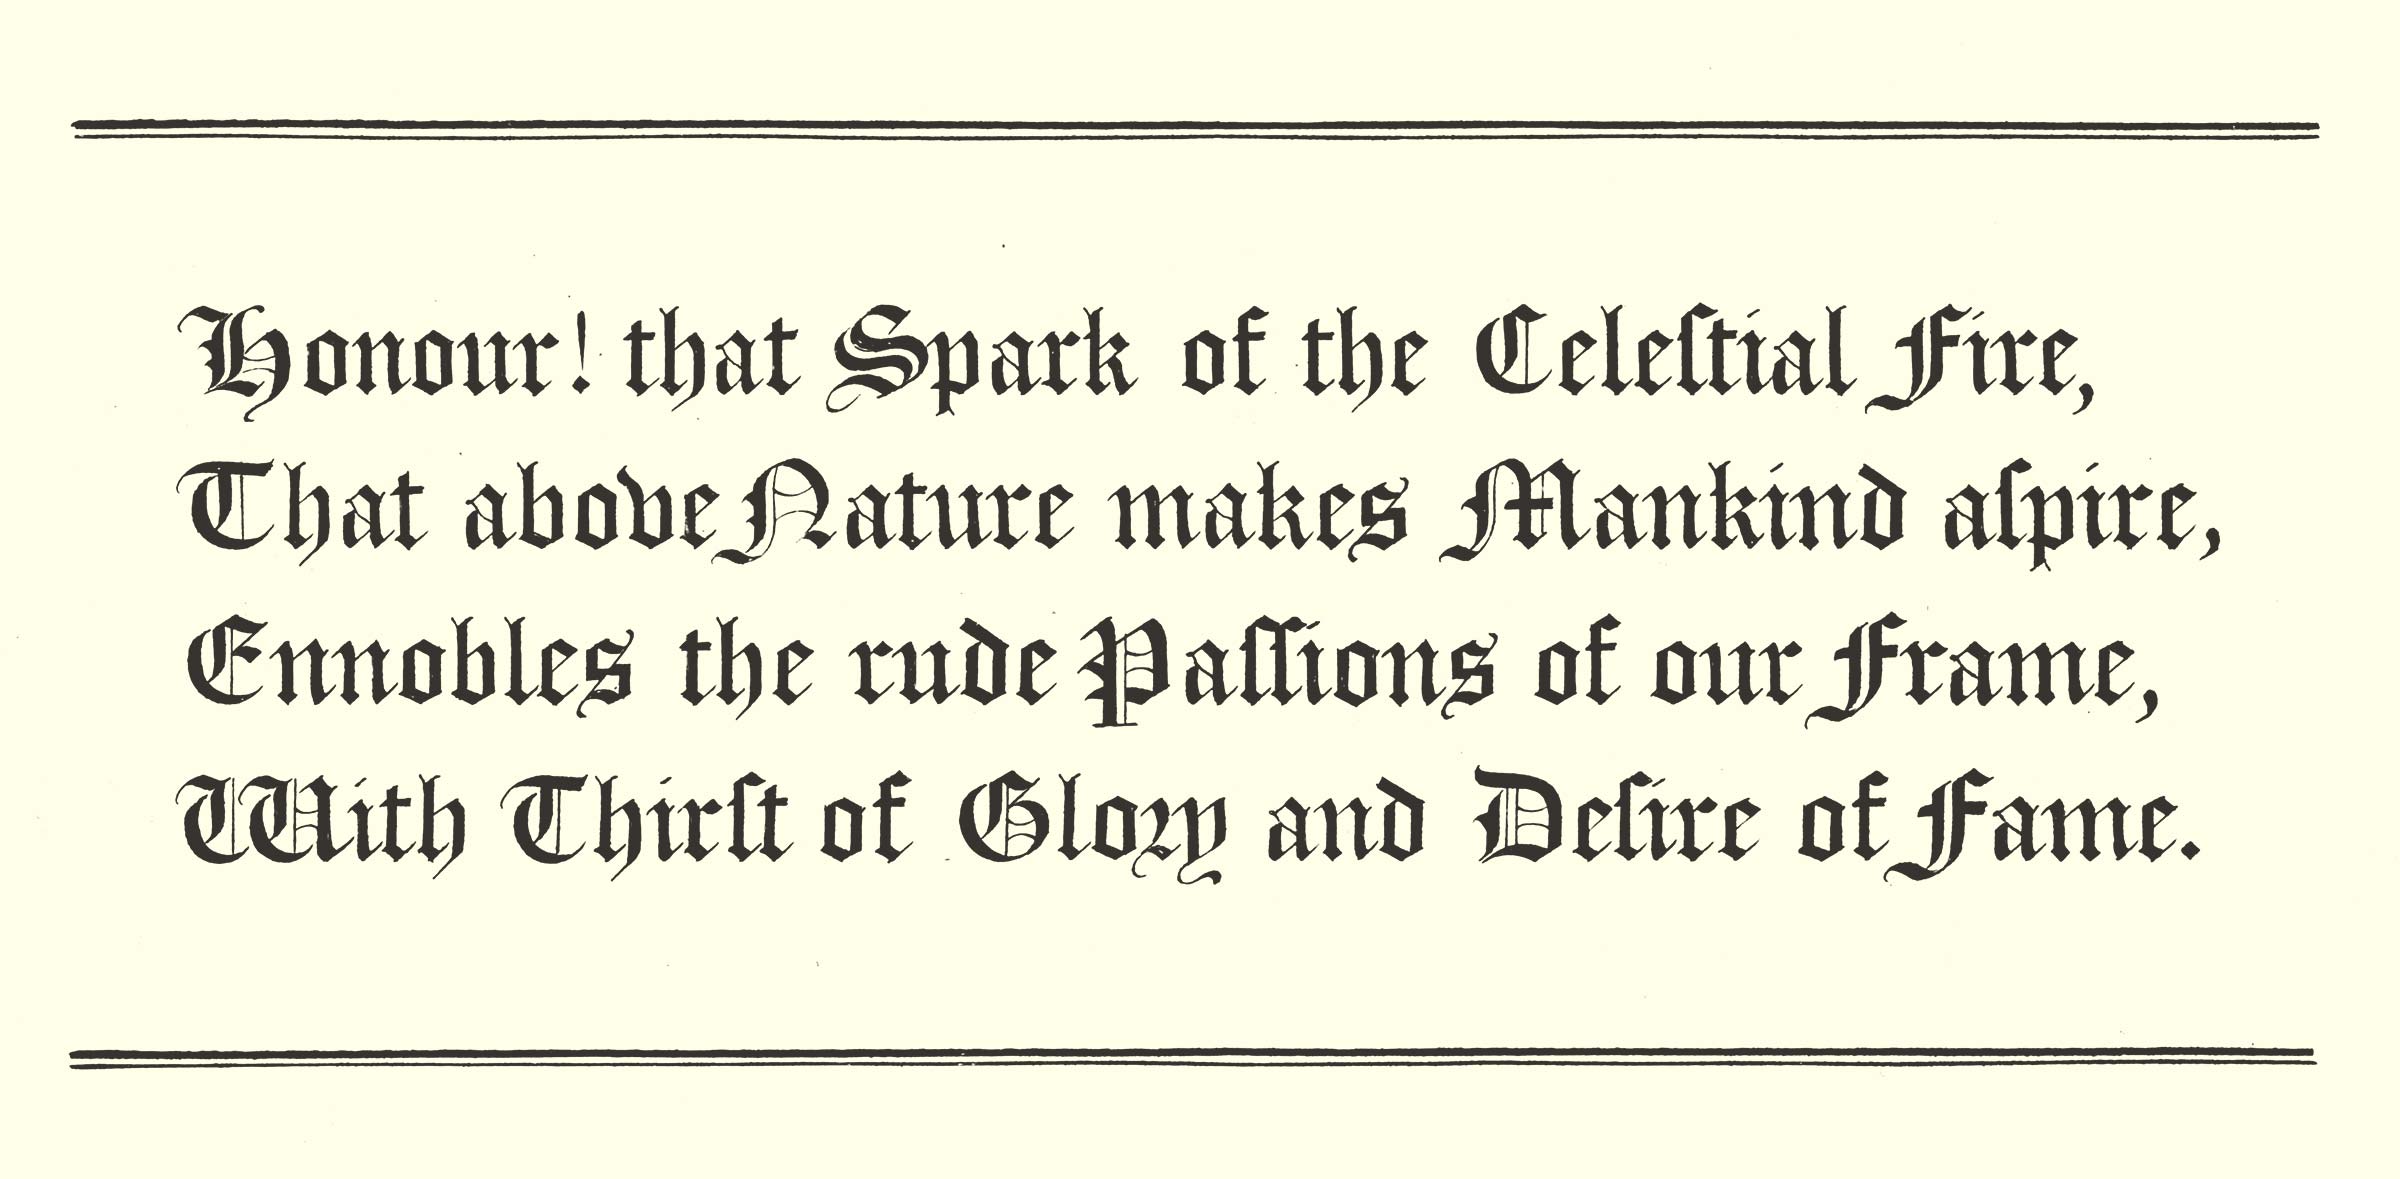 Honour! that Spark of the Celeſtial Fire,
That above Nature makes Mankind aſpire,
Ennobles the rude Paſſions of our Frame,
With Thirſt of Gloꝛy and Deſire of Fame.